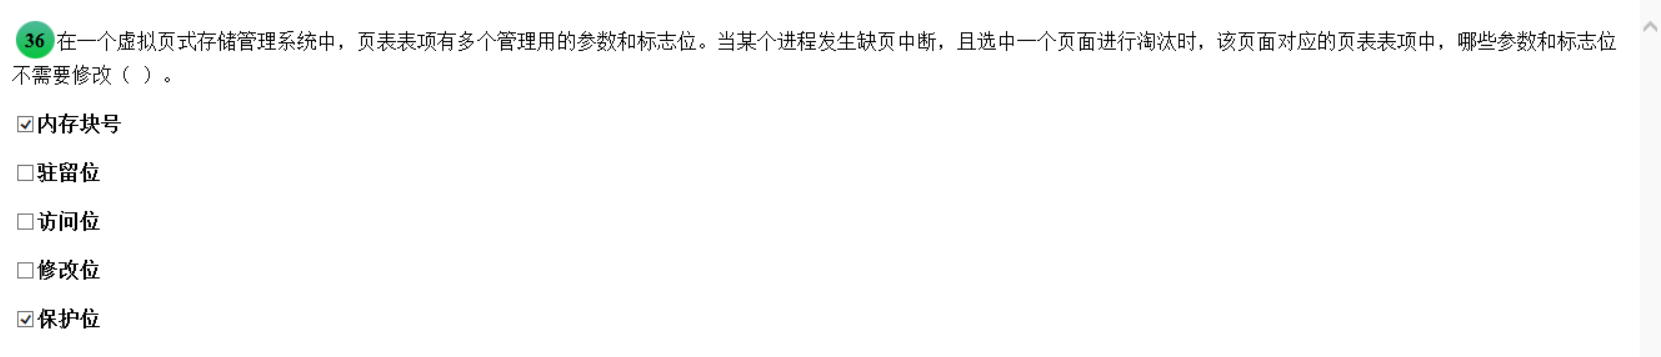 36 在一个虚拟页式存储管理系统中，页表表项有多个管理用的参数和标志位。当某个进程发生缺页中断，且选中一个页面进行淘汰时，该页面对应的页表表项中，哪些参数和标志位
不需要修改（ ）。
内存块号
驻留位
访问位
修改位
保护位